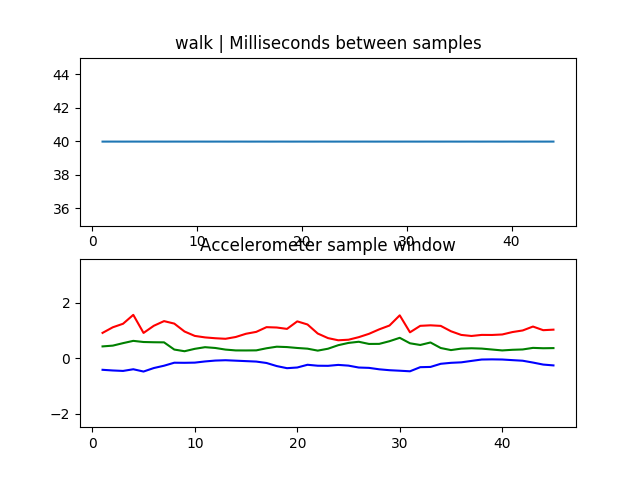 walk | Milliseconds between samples
44
42
40
38
36
0 10 20 30 40
Accelerometer sample window
2
0
−2
0 10 20 30 40